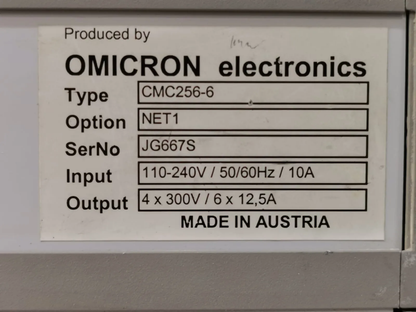 Produced by
OMICRON electronics
Type CMC256-6
Option NET1
SerNo JG667S
Input 110-240V / 50/60Hz / 10A
Output 4 x 300V / 6 x 12,5A
MADE IN AUSTRIA